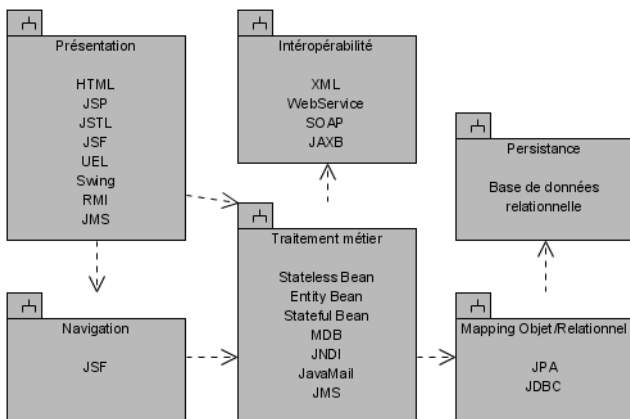 Présentation
HTML
JSP
JSTL
JSF
UEL
Swing
RMI
JMS
Intéropérabilité
XML
WebService
SOAP
JAXB
Persistance
Base de données
relationnelle
Navigation
JSF
Traitement métier
Stateless Bean
Entity Bean
Stateful Bean
MDB
JNDI
JavaMail
JMS
Mapping Objet/Relationnel
JPA
JDBC